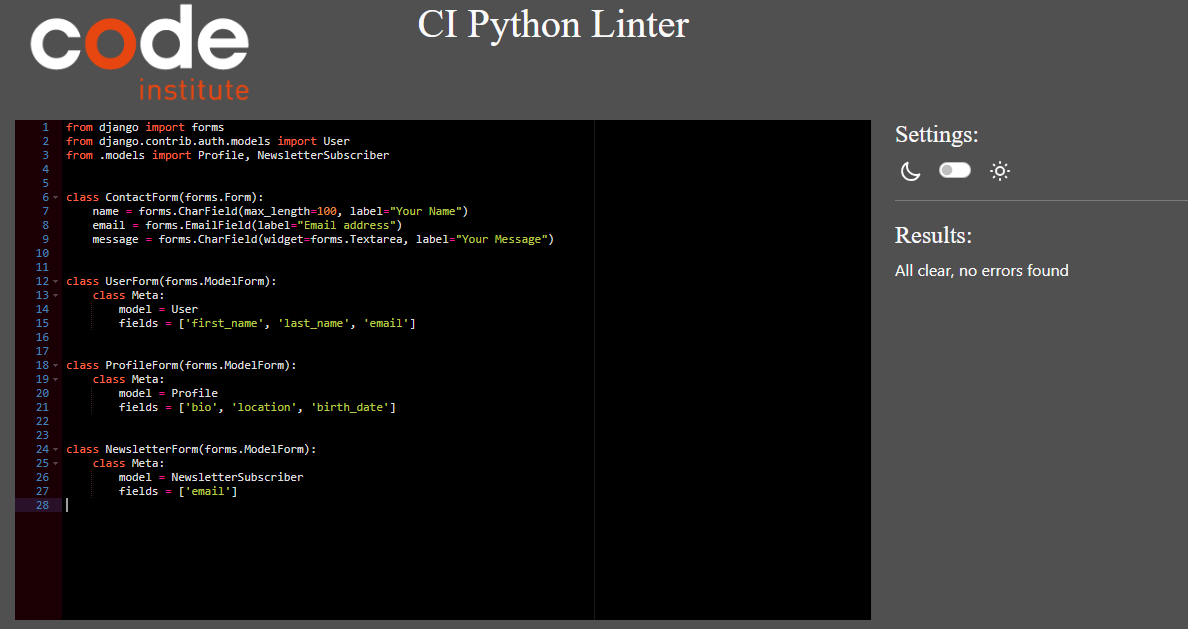 code
institute
CI Python Linter
1 from django import forms
2 from django.contrib.auth.models import User
3 from .models import Profile, NewsletterSubscriber
4
5
6 class ContactForm(forms.Form):
7     name = forms.CharField(max_length=100, label="Your Name")
8     email = forms.EmailField(label="Email address")
9     message = forms.CharField(widget=forms.Textarea, label="Your Message")
10
11
12 class UserForm(forms.ModelForm):
13     class Meta:
14         model = User
15         fields = ['first_name', 'last_name', 'email']
16
17
18 class ProfileForm(forms.ModelForm):
19     class Meta:
20         model = Profile
21         fields = ['bio', 'location', 'birth_date']
22
23
24 class NewsletterForm(forms.ModelForm):
25     class Meta:
26         model = NewsletterSubscriber
27         fields = ['email']
28
Settings:
Results:
All clear, no errors found